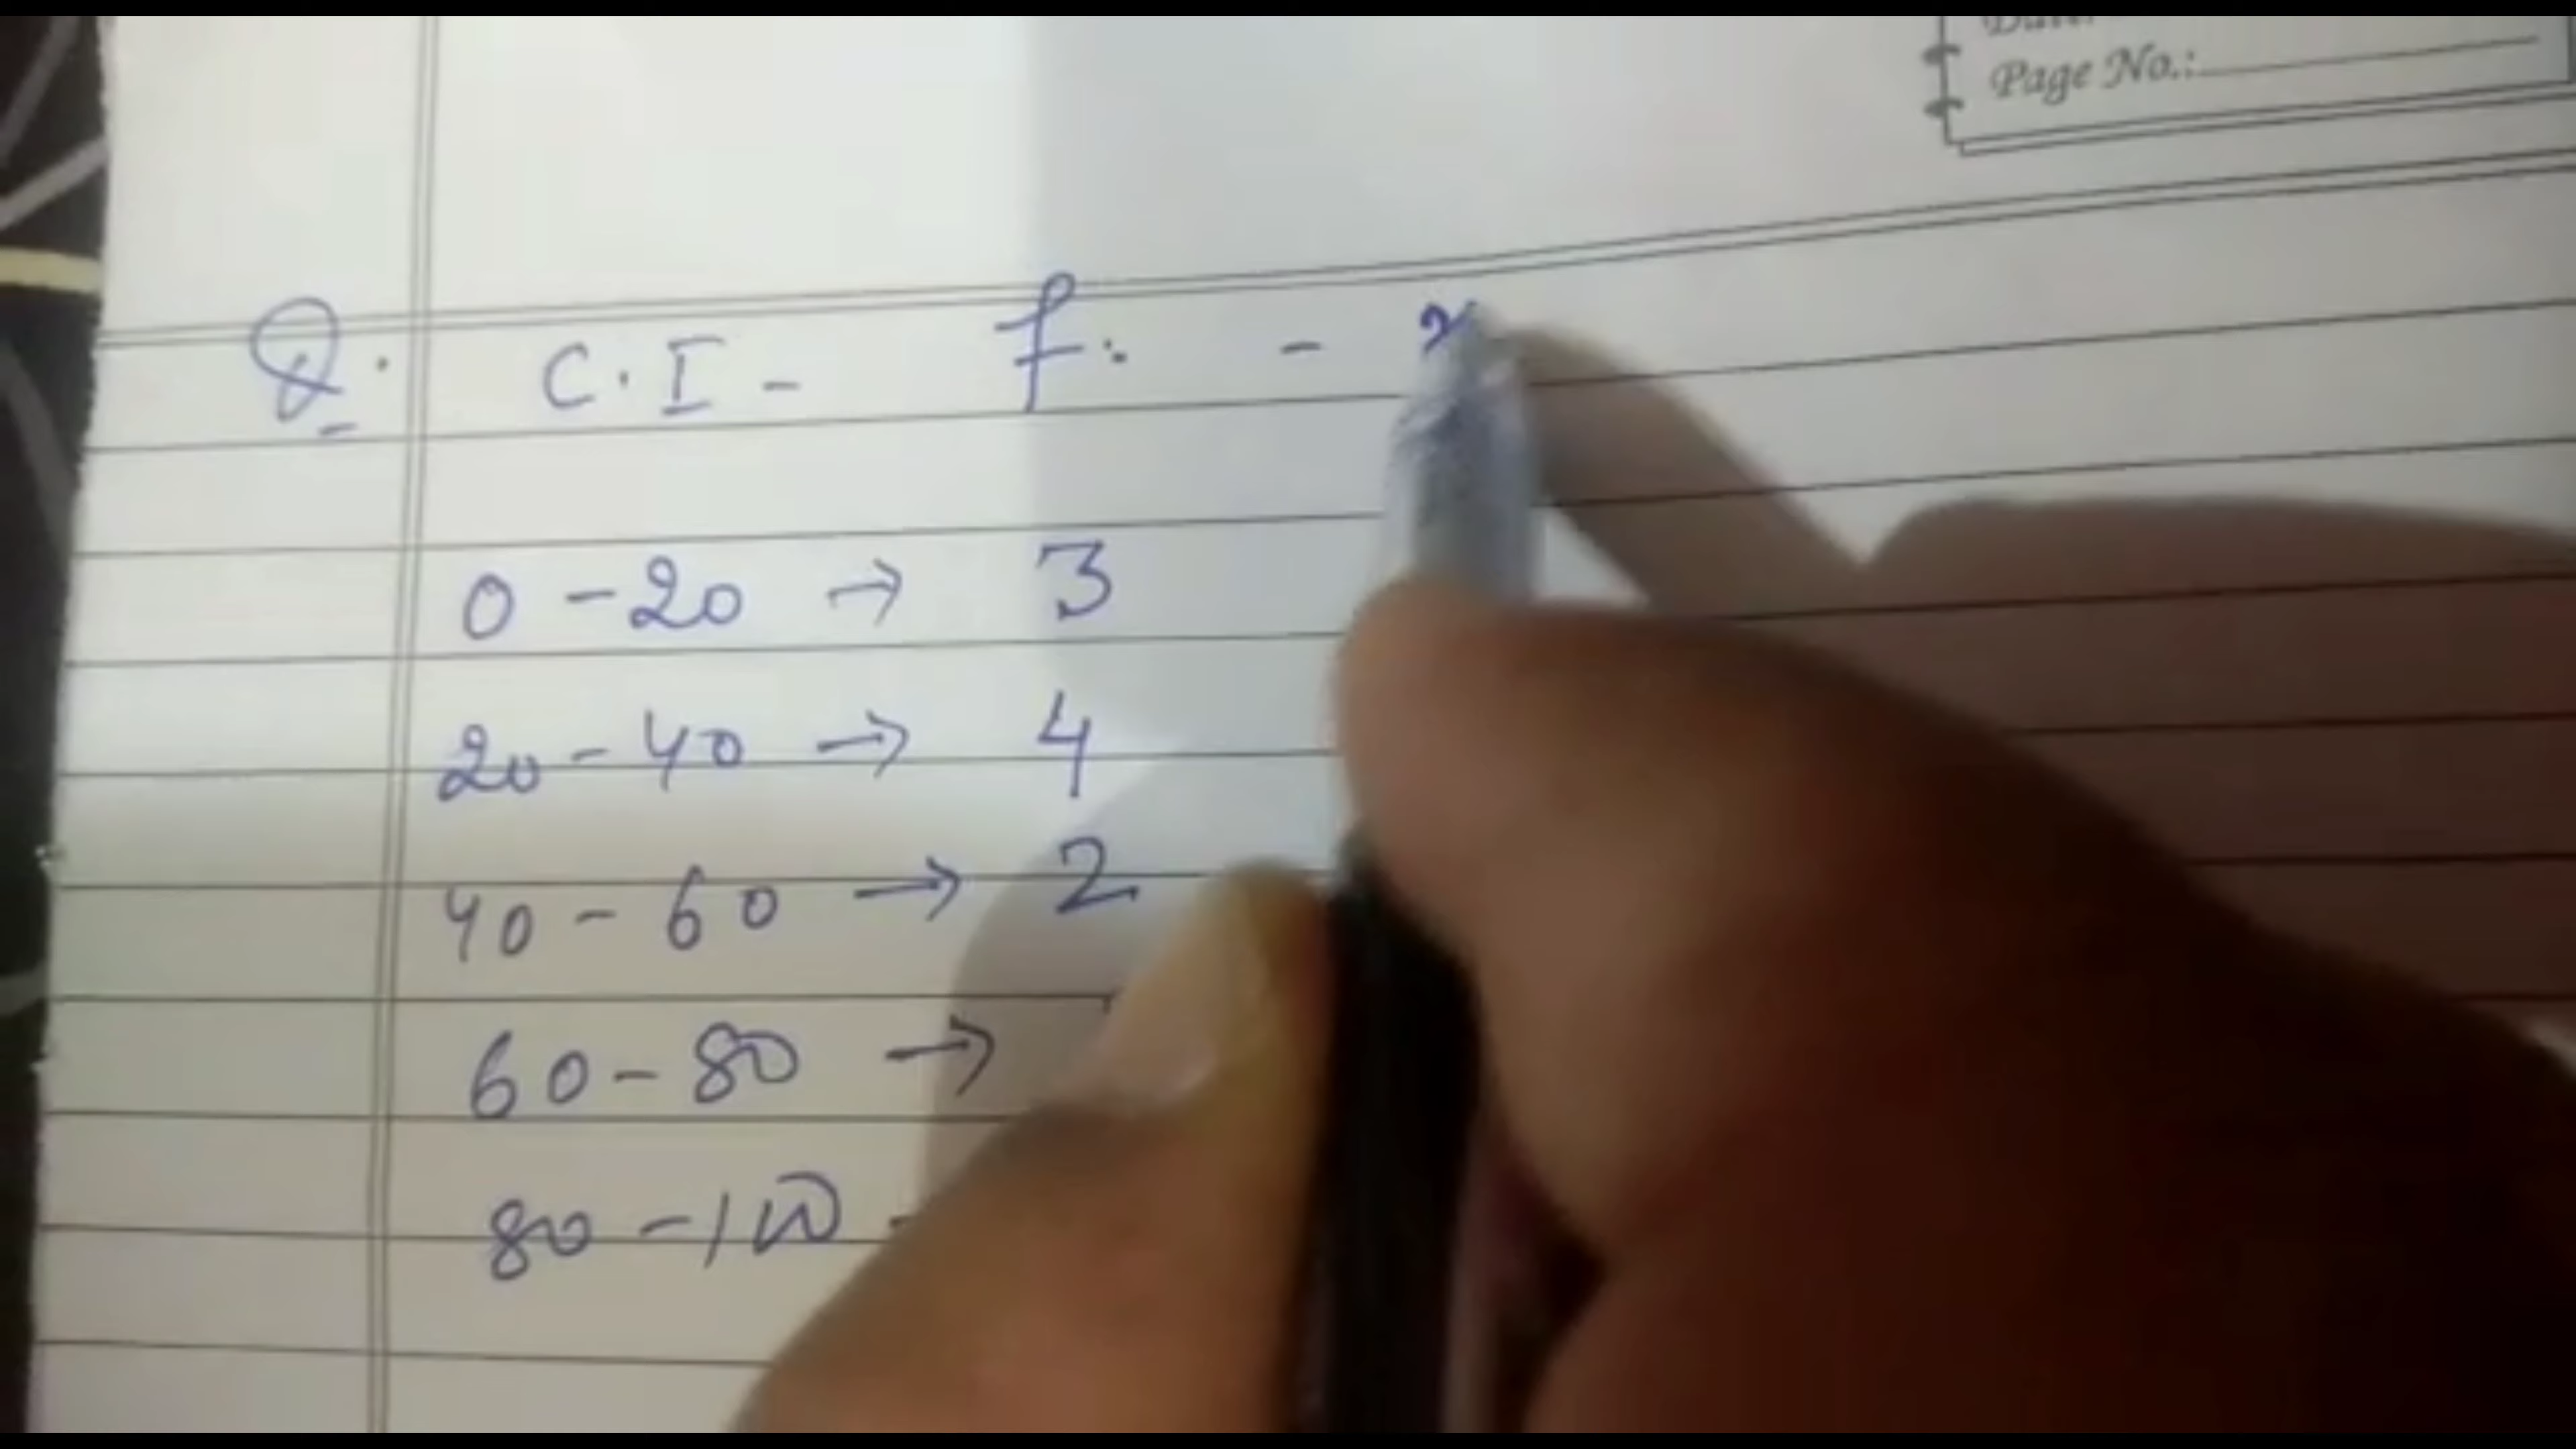 Page No.:
Q. C.I - f. - x
0 - 20 → 3
20 - 40 → 4
40 - 60 → 2
60 - 80 →
80 - 100 -